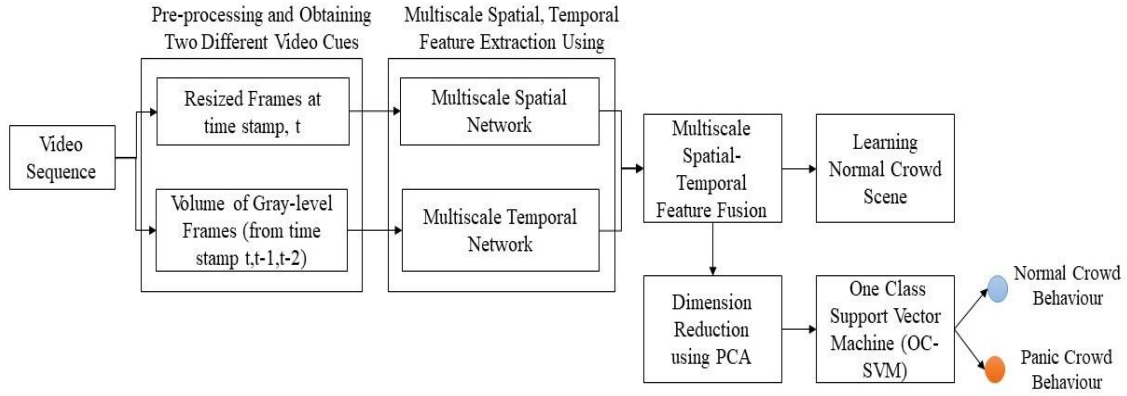 Pre-processing and Obtaining
Two Different Video Cues
Multiscale Spatial, Temporal
Feature Extraction Using
Video
Sequence
Resized Frames at
time stamp, t
Volume of Gray-level
Frames (from time
stamp t,t-1,t-2)
Multiscale Spatial
Network
Multiscale Temporal
Network
Multiscale
Spatial-
Temporal
Feature Fusion
Learning
Normal Crowd
Scene
Dimension
Reduction
using PCA
One Class
Support Vector
Machine (OC-
SVM)
Normal Crowd
Behaviour
Panic Crowd
Behaviour